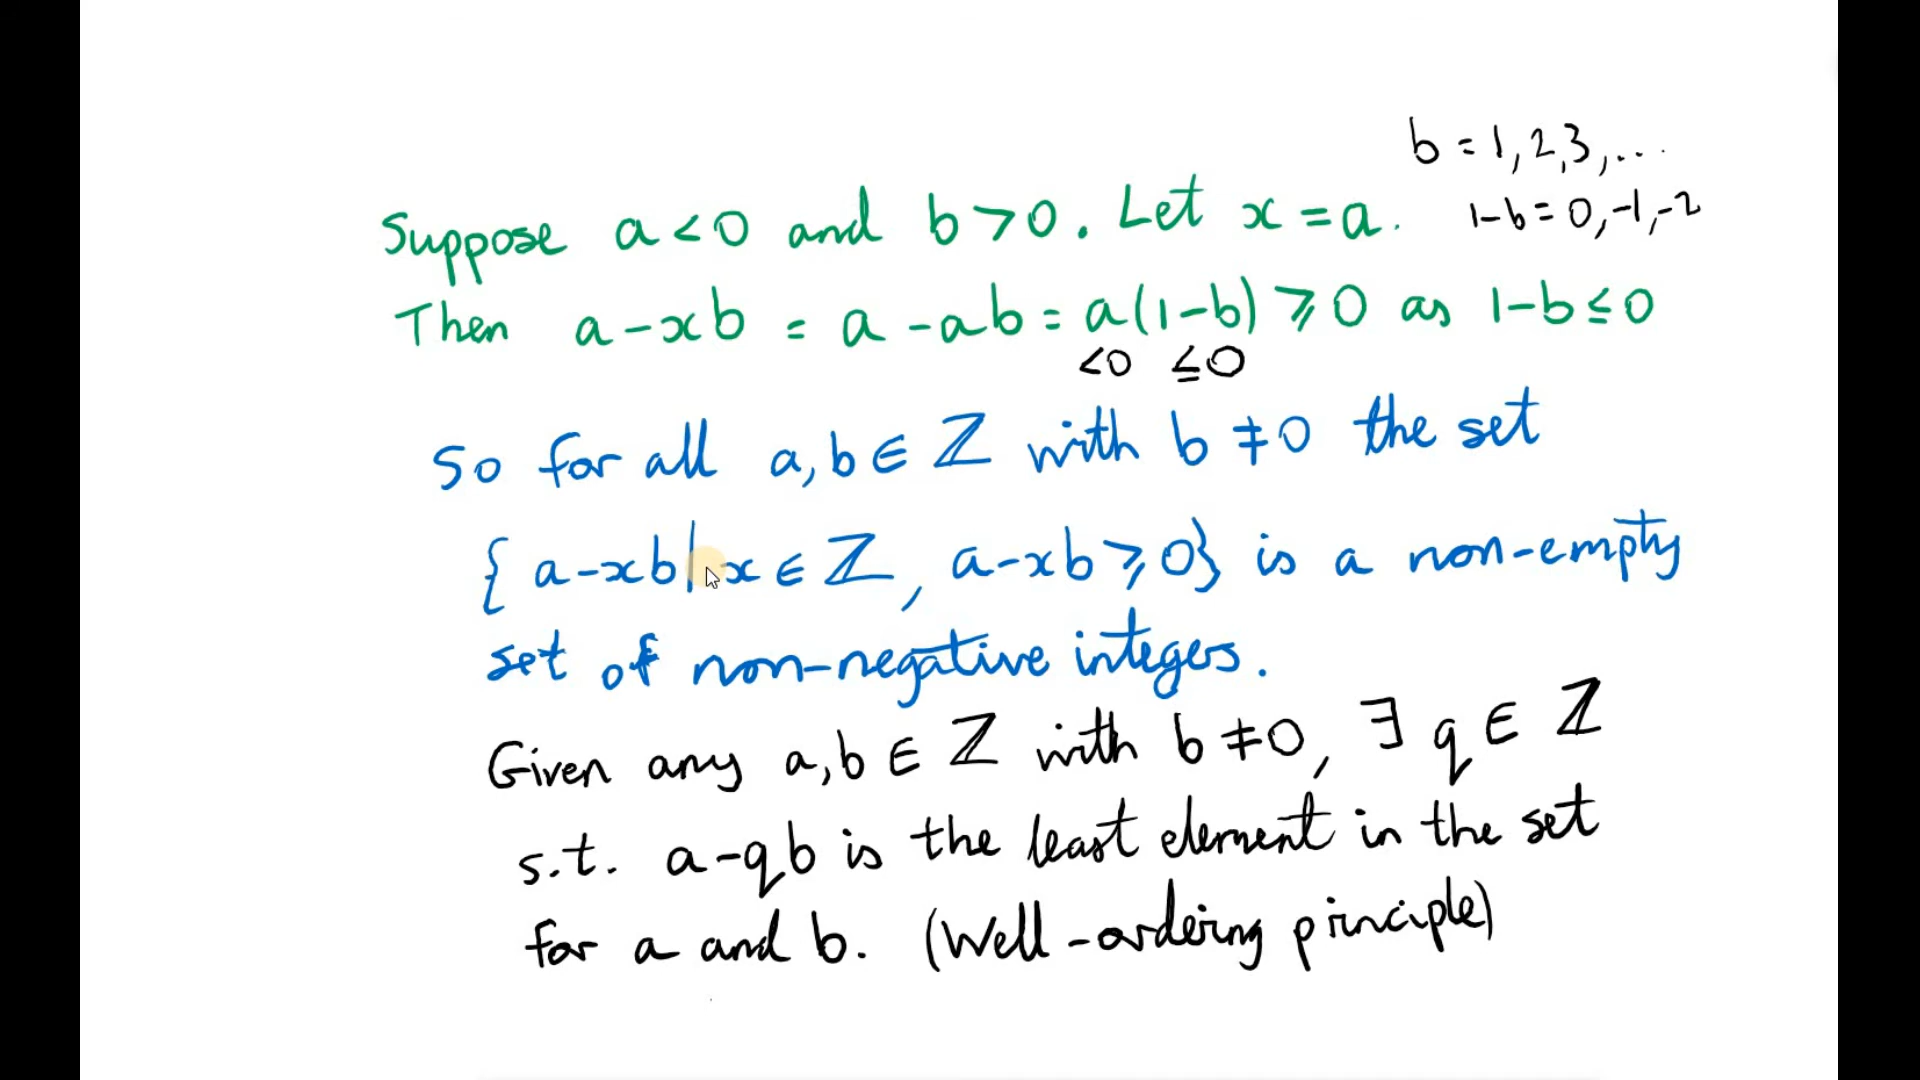 b = 1, 2, 3, ...
Suppose a < 0 and b > 0. Let x = a. 1-b = 0, -1, -2
Then a - xb = a - ab = a(1-b) ⩾ 0 as 1-b ≤ 0
<0 ≤0
So for all a, b ∈ ℤ with b ≠ 0 the set
{ a - xb | x ∈ ℤ, a - xb ⩾ 0} is a non-empty
set of non-negative integers.
Given any a, b ∈ ℤ with b ≠ 0, ∃ q ∈ ℤ
s.t. a - qb is the least element in the set
for a and b. (Well-ordering principle)